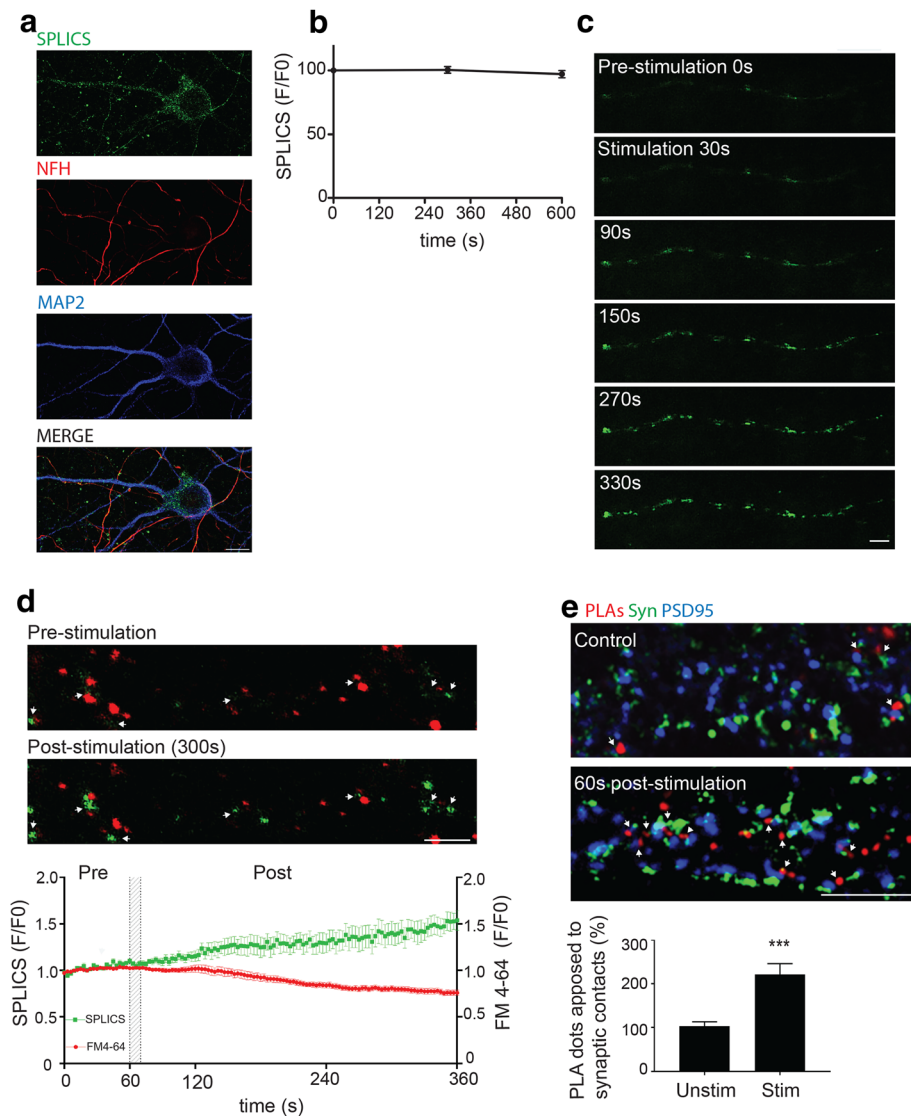 a
SPLICS
NFH
MAP2
MERGE
b
SPLICS (F/F0)
100
50
0
0 120 240 360 480 600
time (s)
c
Pre-stimulation 0s
Stimulation 30s
90s
150s
270s
330s
d
Pre-stimulation
Post-stimulation (300s)
Pre Post
SPLICS (F/F0)
2.0
1.5
1.0
0.5
0
SPLICS
FM4-64
2.0
1.5
1.0
0.5
0
FM 4-64 (F/F0)
0 60 120 240 360
time (s)
e
PLAs Syn PSD95
Control
60s post-stimulation
PLA dots apposed to
synaptic contacts (%)
300
200
100
0
***
Unstim Stim